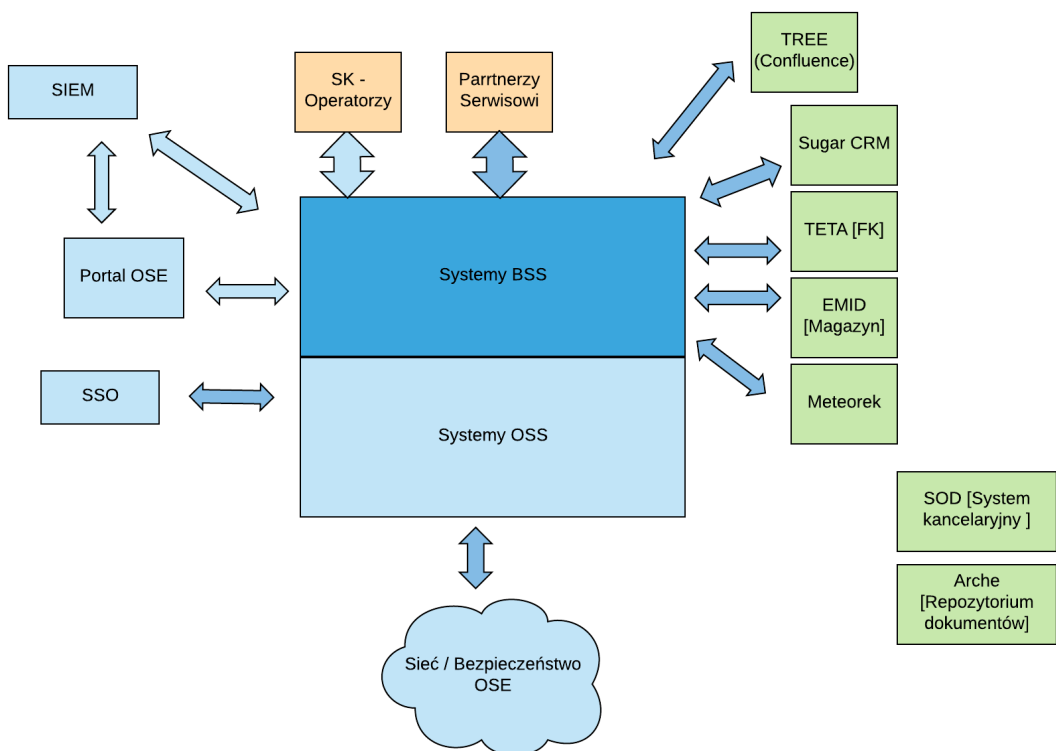 TREE
(Confluence)
SIEM
SK -
Operatorzy
Parrtnerzy
Serwisowi
Sugar CRM
TETA [FK]
Portal OSE
Systemy BSS
EMID
[Magazyn]
SSO
Meteorek
Systemy OSS
SOD [System
kancelaryjny ]
Arche
[Repozytorium
dokumentów]
Sieć / Bezpieczeństwo
OSE